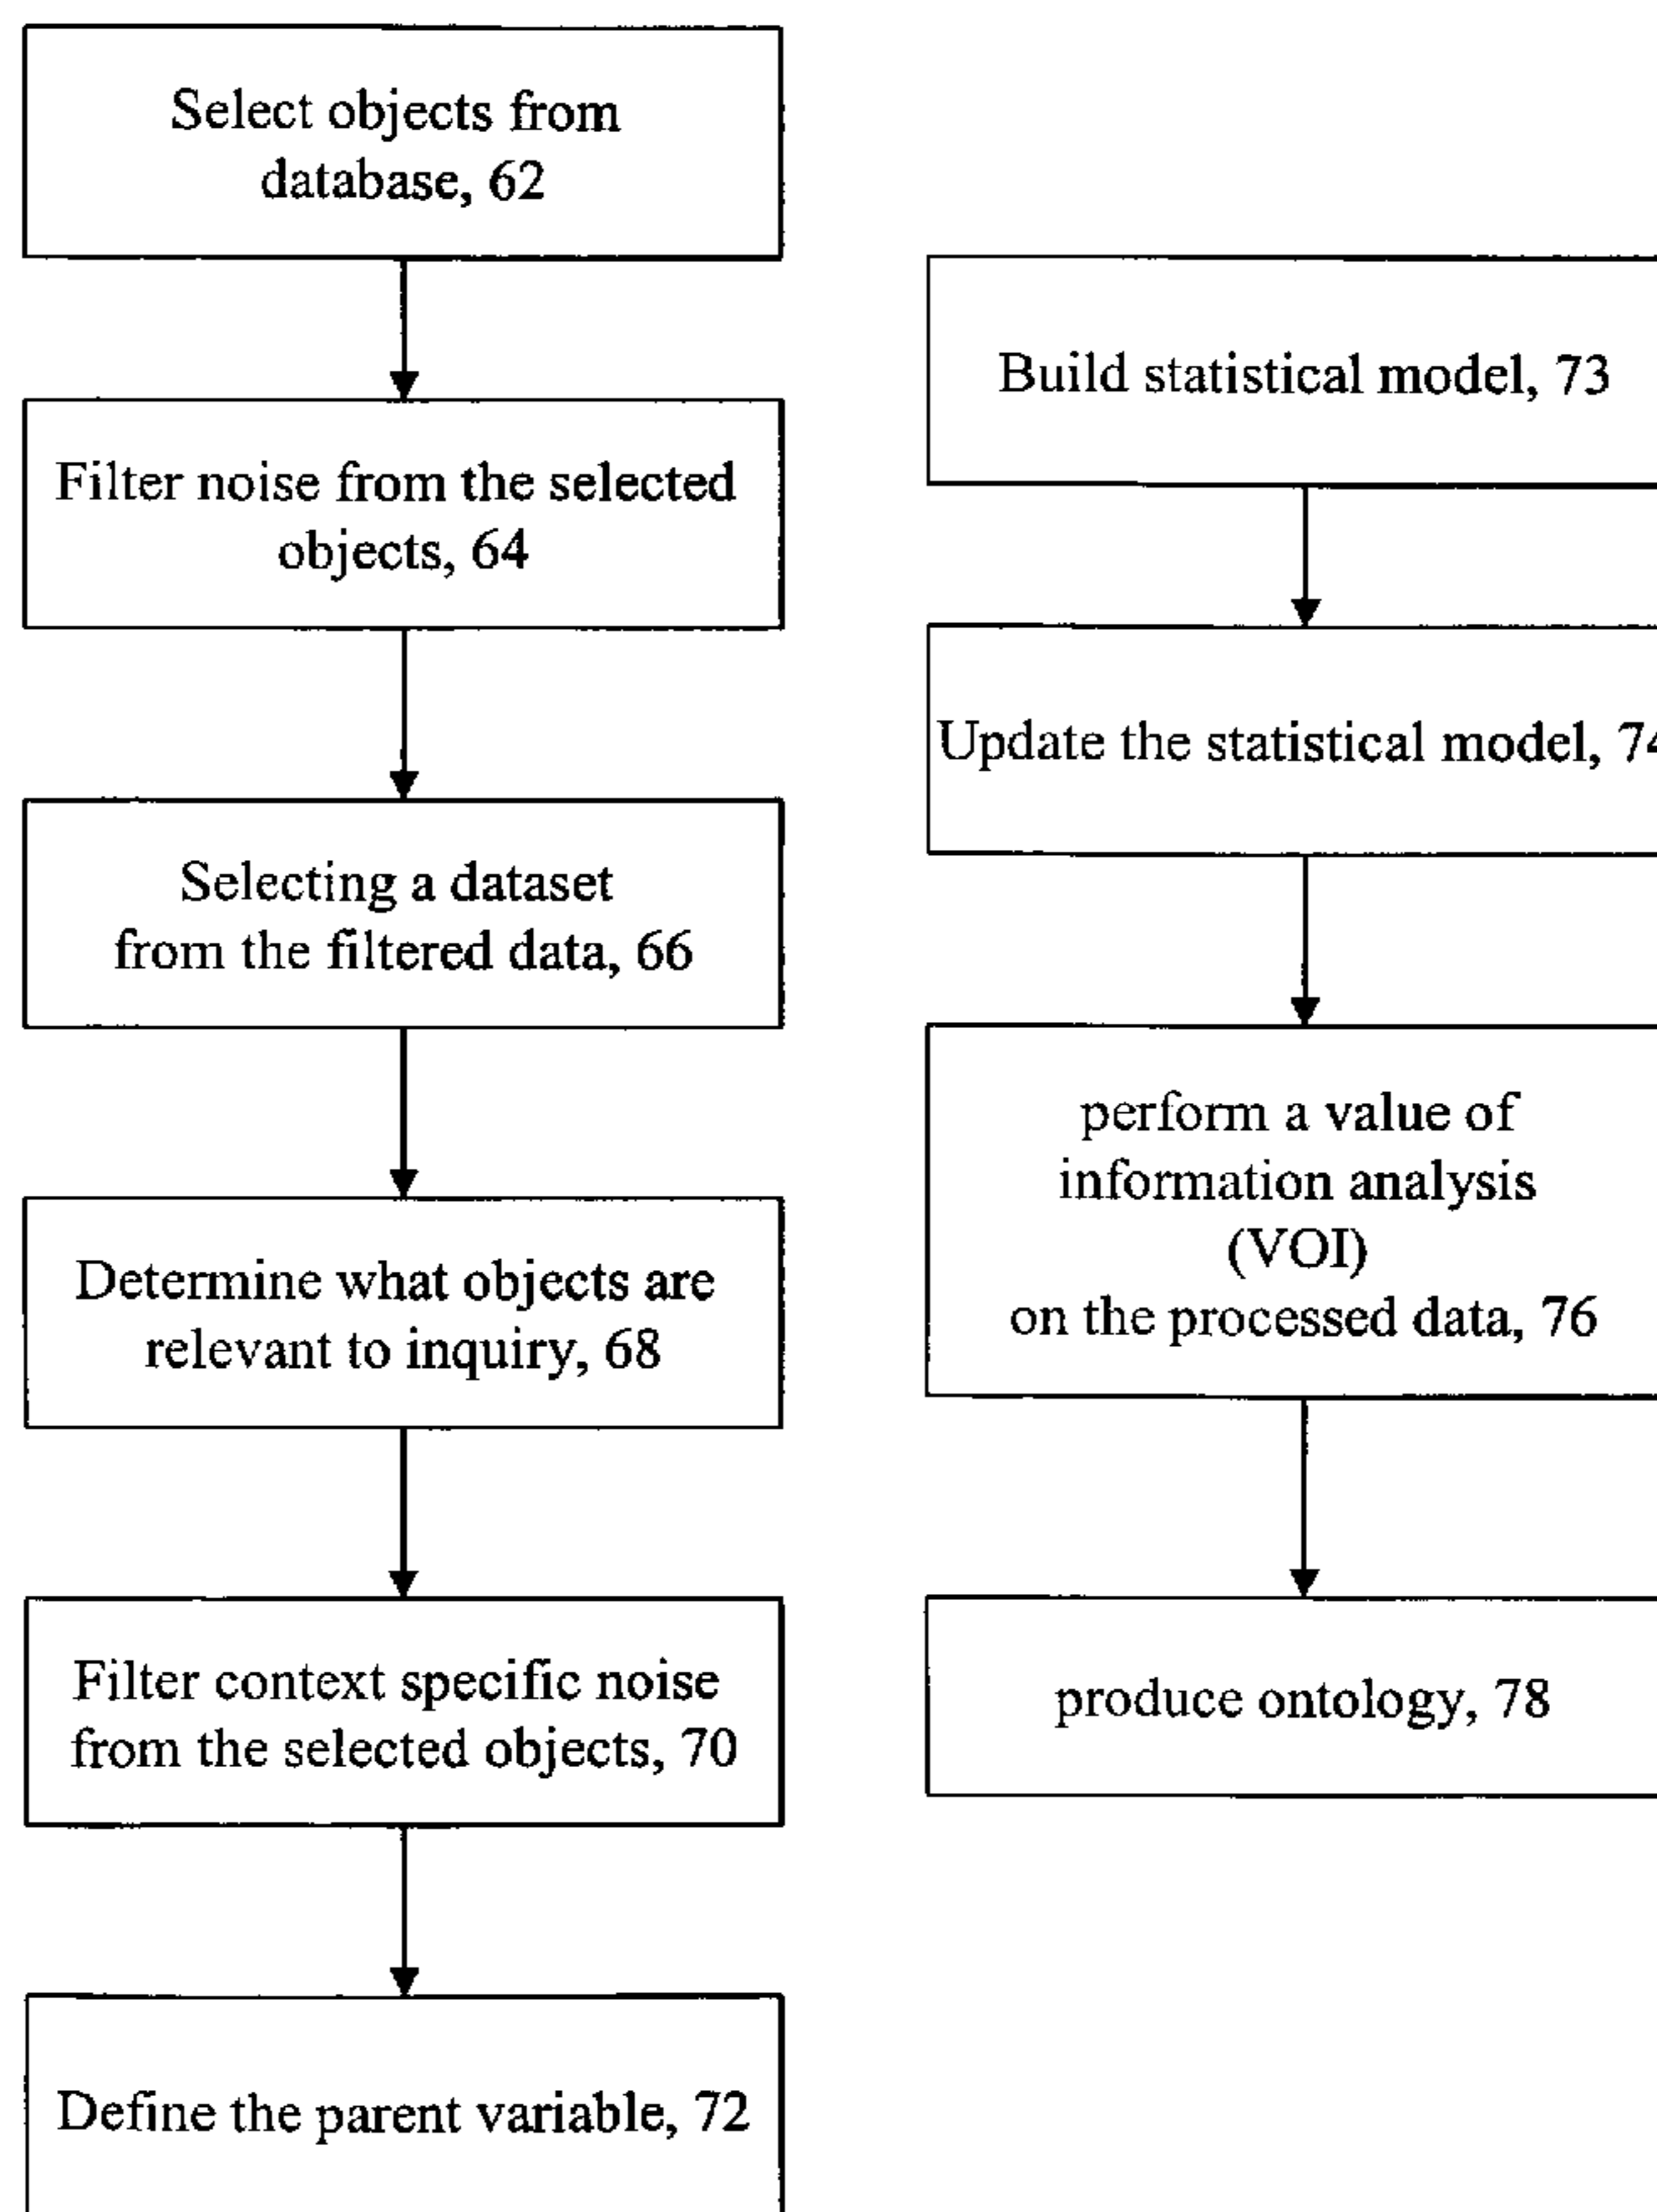 Select objects from
database, 62
Filter noise from the selected
objects, 64
Selecting a dataset
from the filtered data, 66
Determine what objects are
relevant to inquiry, 68
Filter context specific noise
from the selected objects, 70
Define the parent variable, 72
Build statistical model, 73
Update the statistical model, 74
perform a value of
information analysis
(VOI)
on the processed data, 76
produce ontology, 78